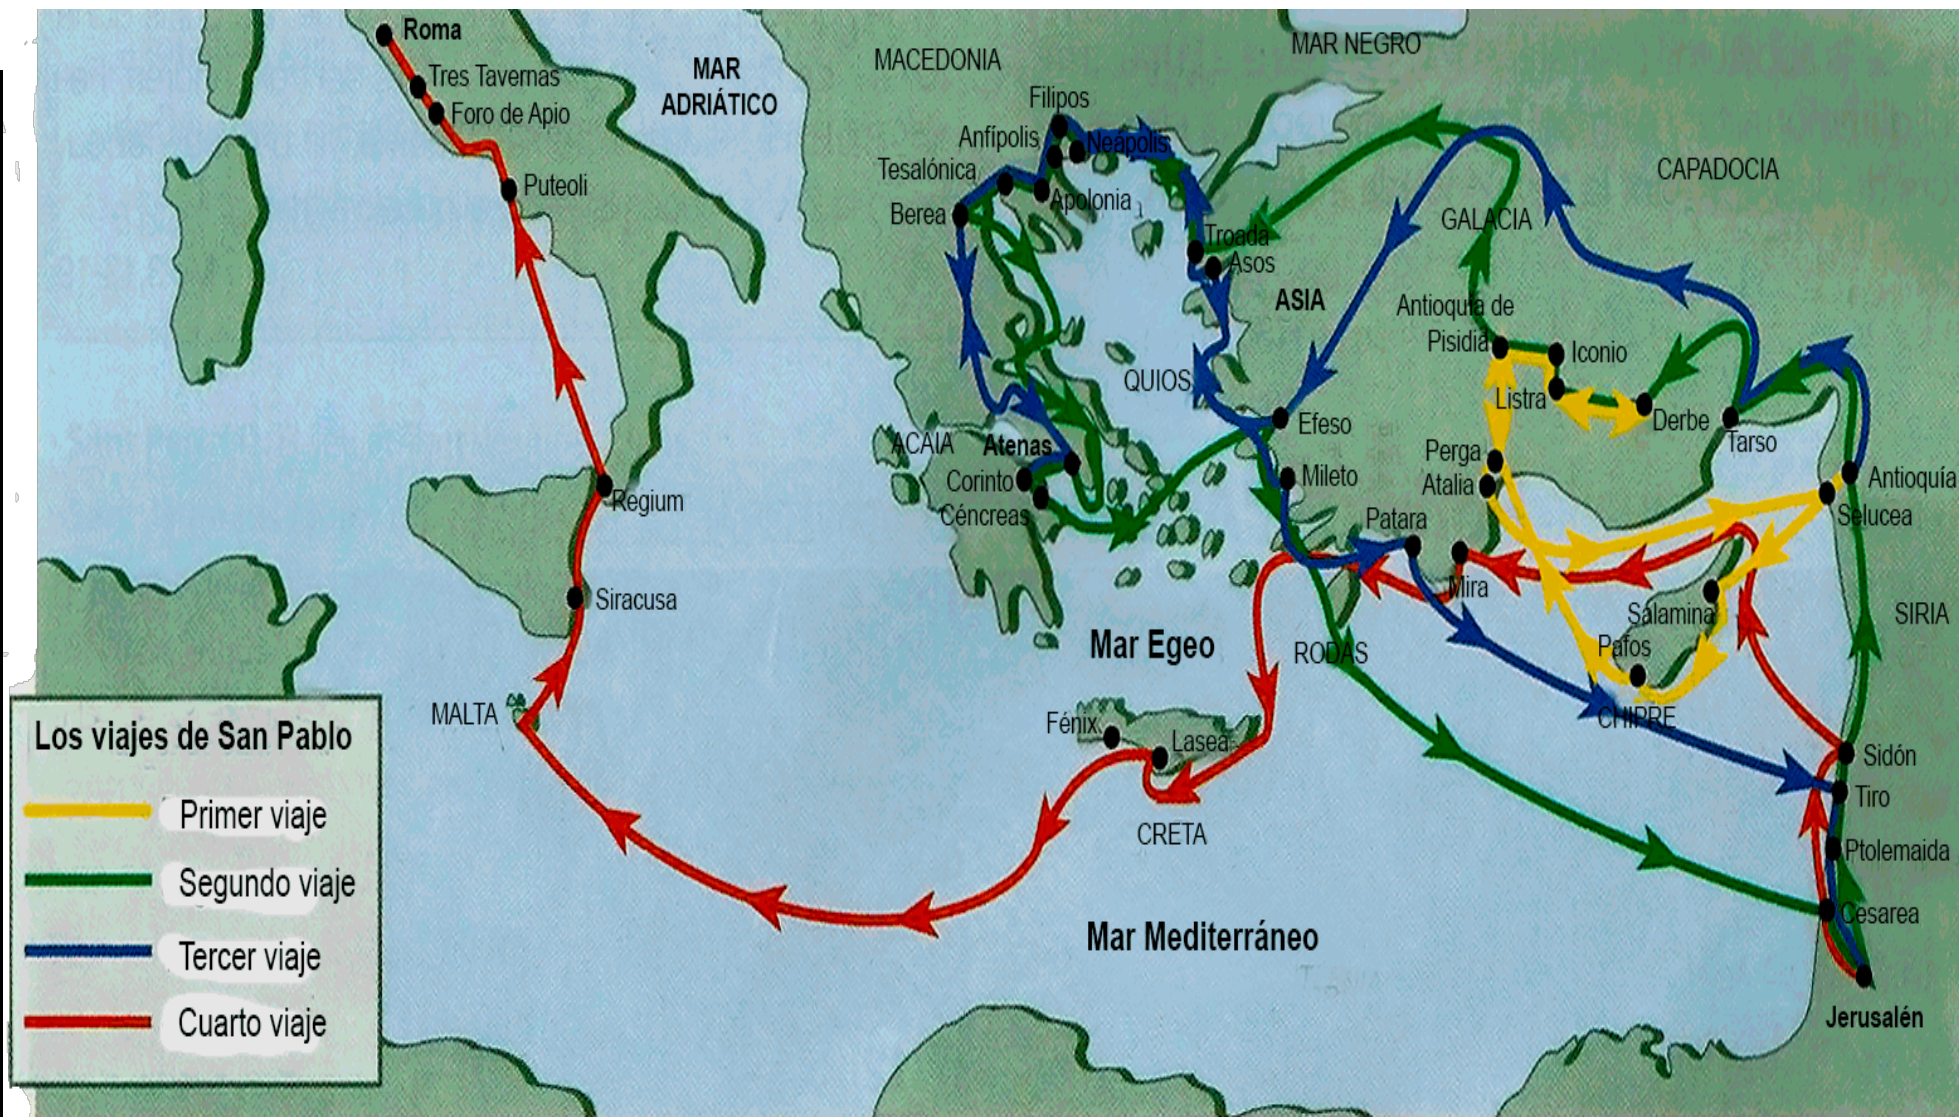 Roma
Tres Tavernas
Foro de Apio
Puteoli
MAR
ADRIÁTICO
MACEDONIA
Filipos
Anfípolis
Neápolis
Tesalónica
Apolonia
Berea
MAR NEGRO
CAPADOCIA
GALACIA
Troada
Asos
ASIA
Antioquía de
Pisidia
Iconio
Listra
Derbe
Tarso
QUIOS
Efeso
ACAIA
Atenas
Corinto
Céncreas
Mileto
Perga
Atalia
Patara
Mira
Antioquía
Selucea
Regium
Siracusa
MALTA
Mar Egeo
RODAS
Salamina
Pafos
CHIPRE
SIRIA
Fénix
Lasea
CRETA
Sidón
Tiro
Ptolemaida
Cesarea
Jerusalén
Mar Mediterráneo
Los viajes de San Pablo
Primer viaje
Segundo viaje
Tercer viaje
Cuarto viaje